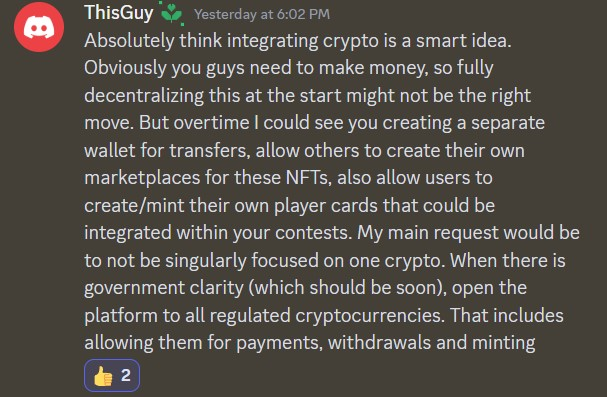 ThisGuy Yesterday at 6:02 PM
Absolutely think integrating crypto is a smart idea.
Obviously you guys need to make money, so fully
decentralizing this at the start might not be the right
move. But overtime I could see you creating a separate
wallet for transfers, allow others to create their own
marketplaces for these NFTs, also allow users to
create/mint their own player cards that could be
integrated within your contests. My main request would be
to not be singularly focused on one crypto. When there is
government clarity (which should be soon), open the
platform to all regulated cryptocurrencies. That includes
allowing them for payments, withdrawals and minting
👍 2